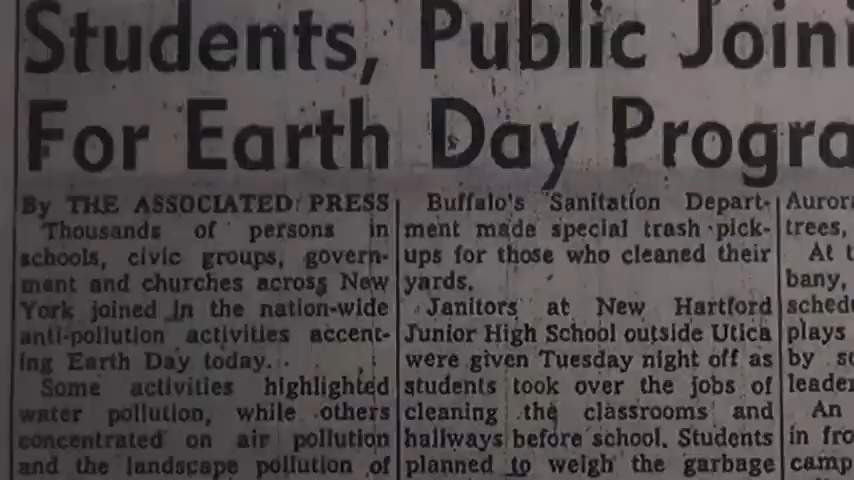 Students, Public Joini
For Earth Day Progra
By THE ASSOCIATED PRESS
Thousands of persons in
schools, civic groups, govern-
ment and churches across New
York joined in the nation-wide
anti-pollution activities accent-
ing Earth Day today.
Some activities highlighted
water pollution, while others
concentrated on air pollution
and the landscape pollution of
Buffalo's Sanitation Depart-
ment made special trash pick-
ups for those who cleaned their
yards.
Janitors at New Hartford
Junior High School outside Utica
were given Tuesday night off as
students took over the jobs of
cleaning the classrooms and
hallways before school. Students
planned to weigh the garbage
Auror
trees,
At t
bany,
sched
plays
by s
leader
An
in fro
camp